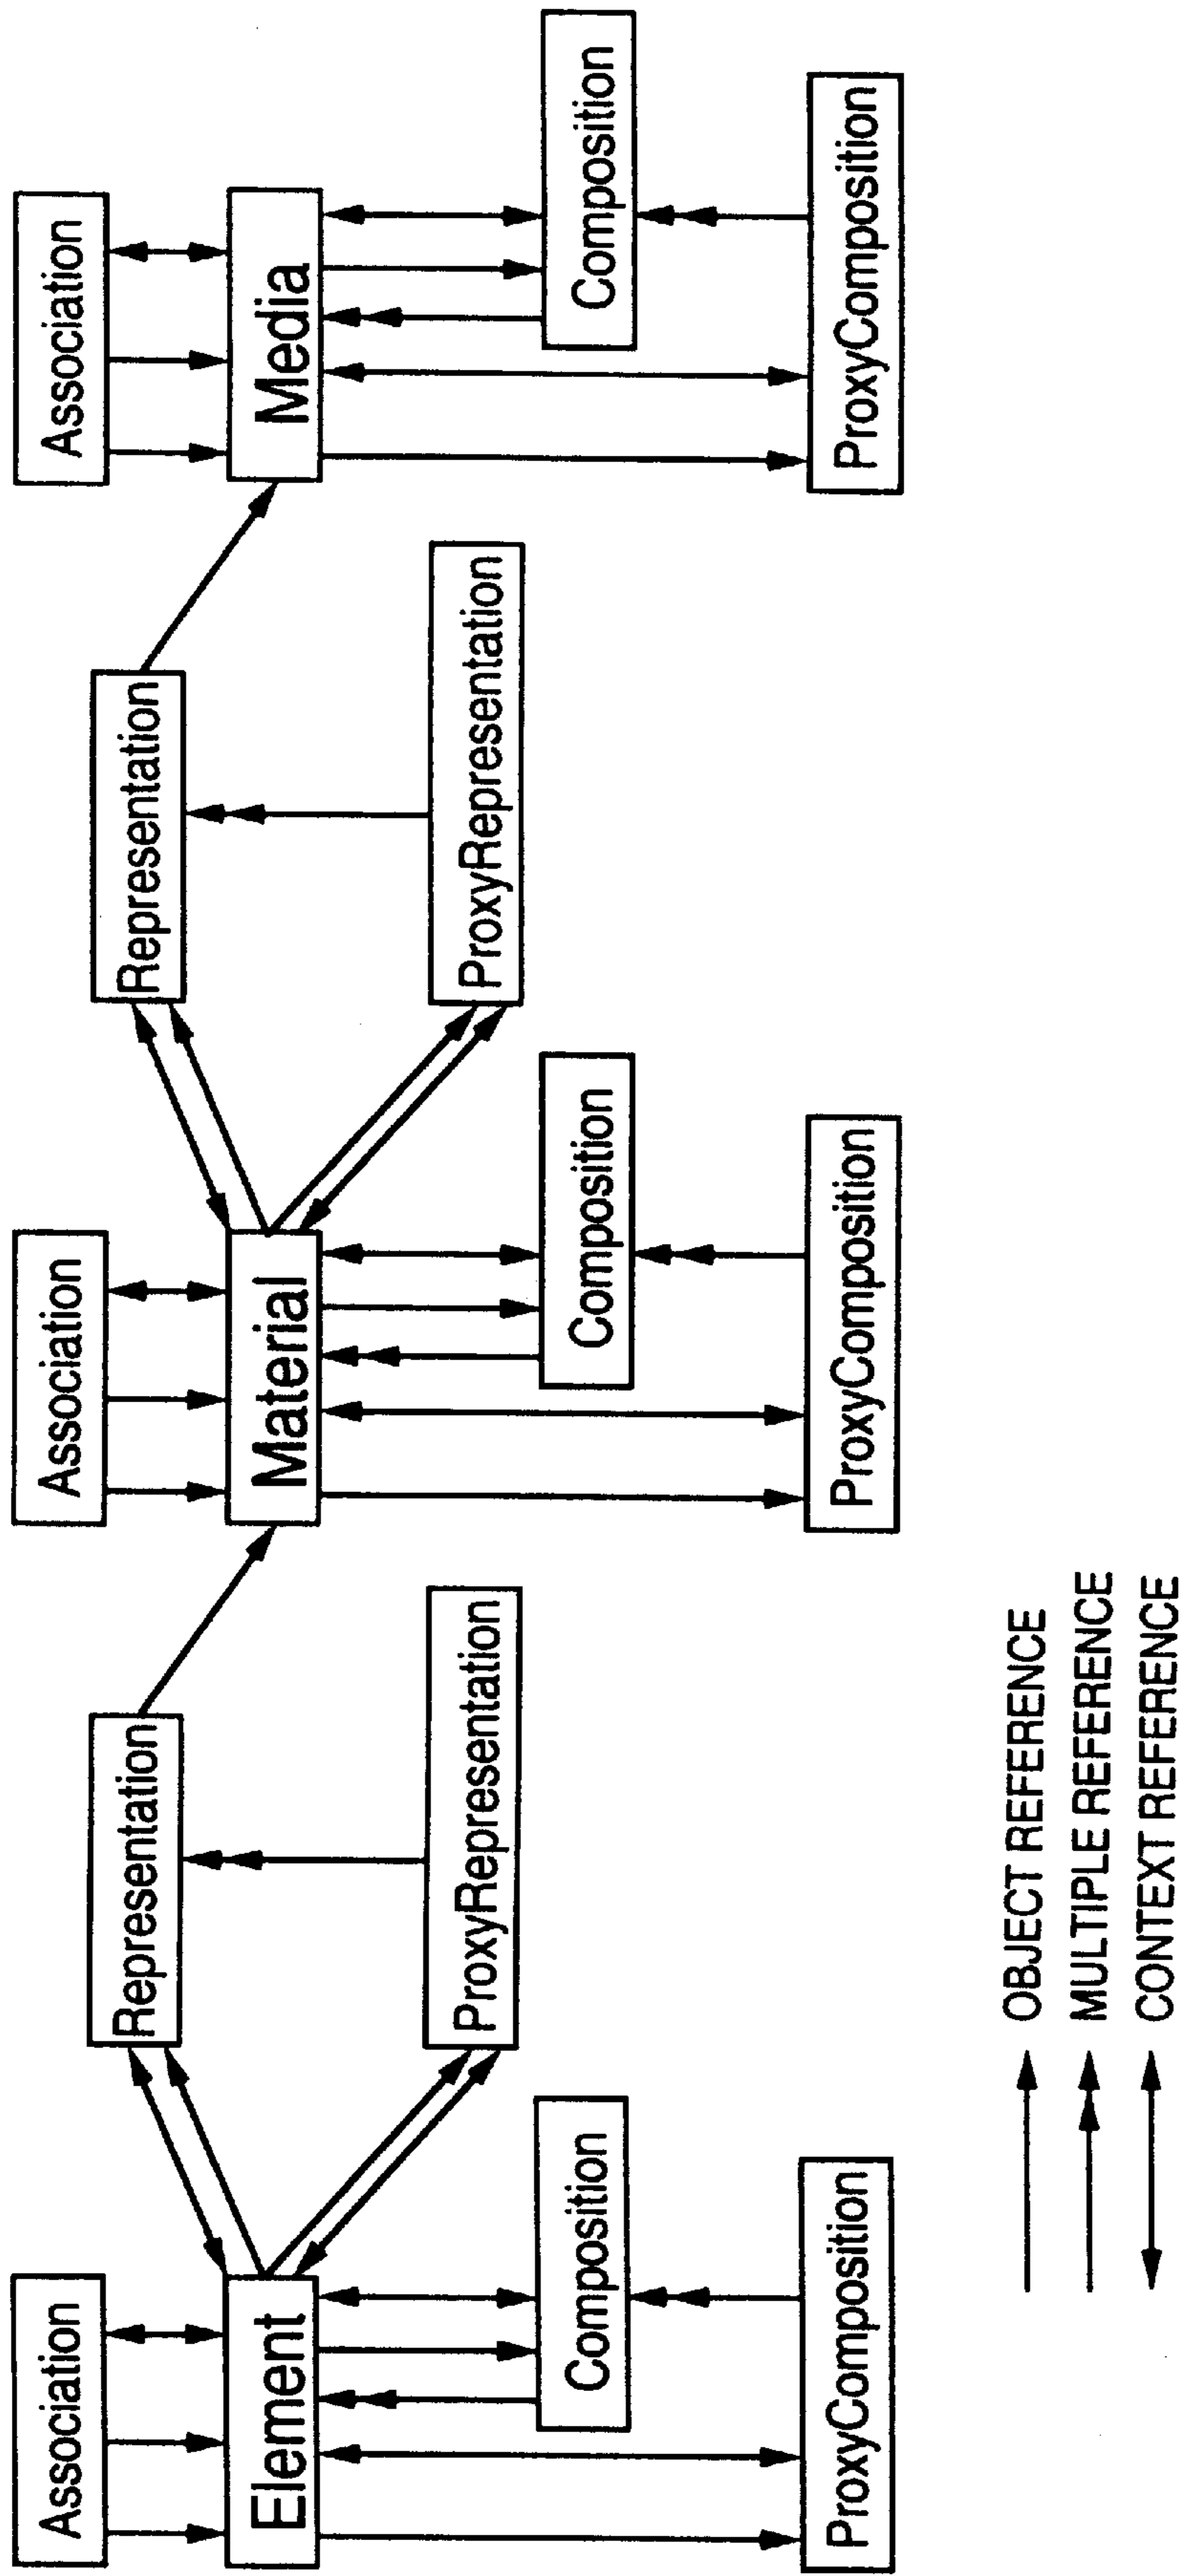 Association
Association
Association
Representation
Representation
Element
Material
Media
ProxyRepresentation
ProxyRepresentation
Composition
Composition
Composition
ProxyComposition
ProxyComposition
ProxyComposition
OBJECT REFERENCE
MULTIPLE REFERENCE
CONTEXT REFERENCE